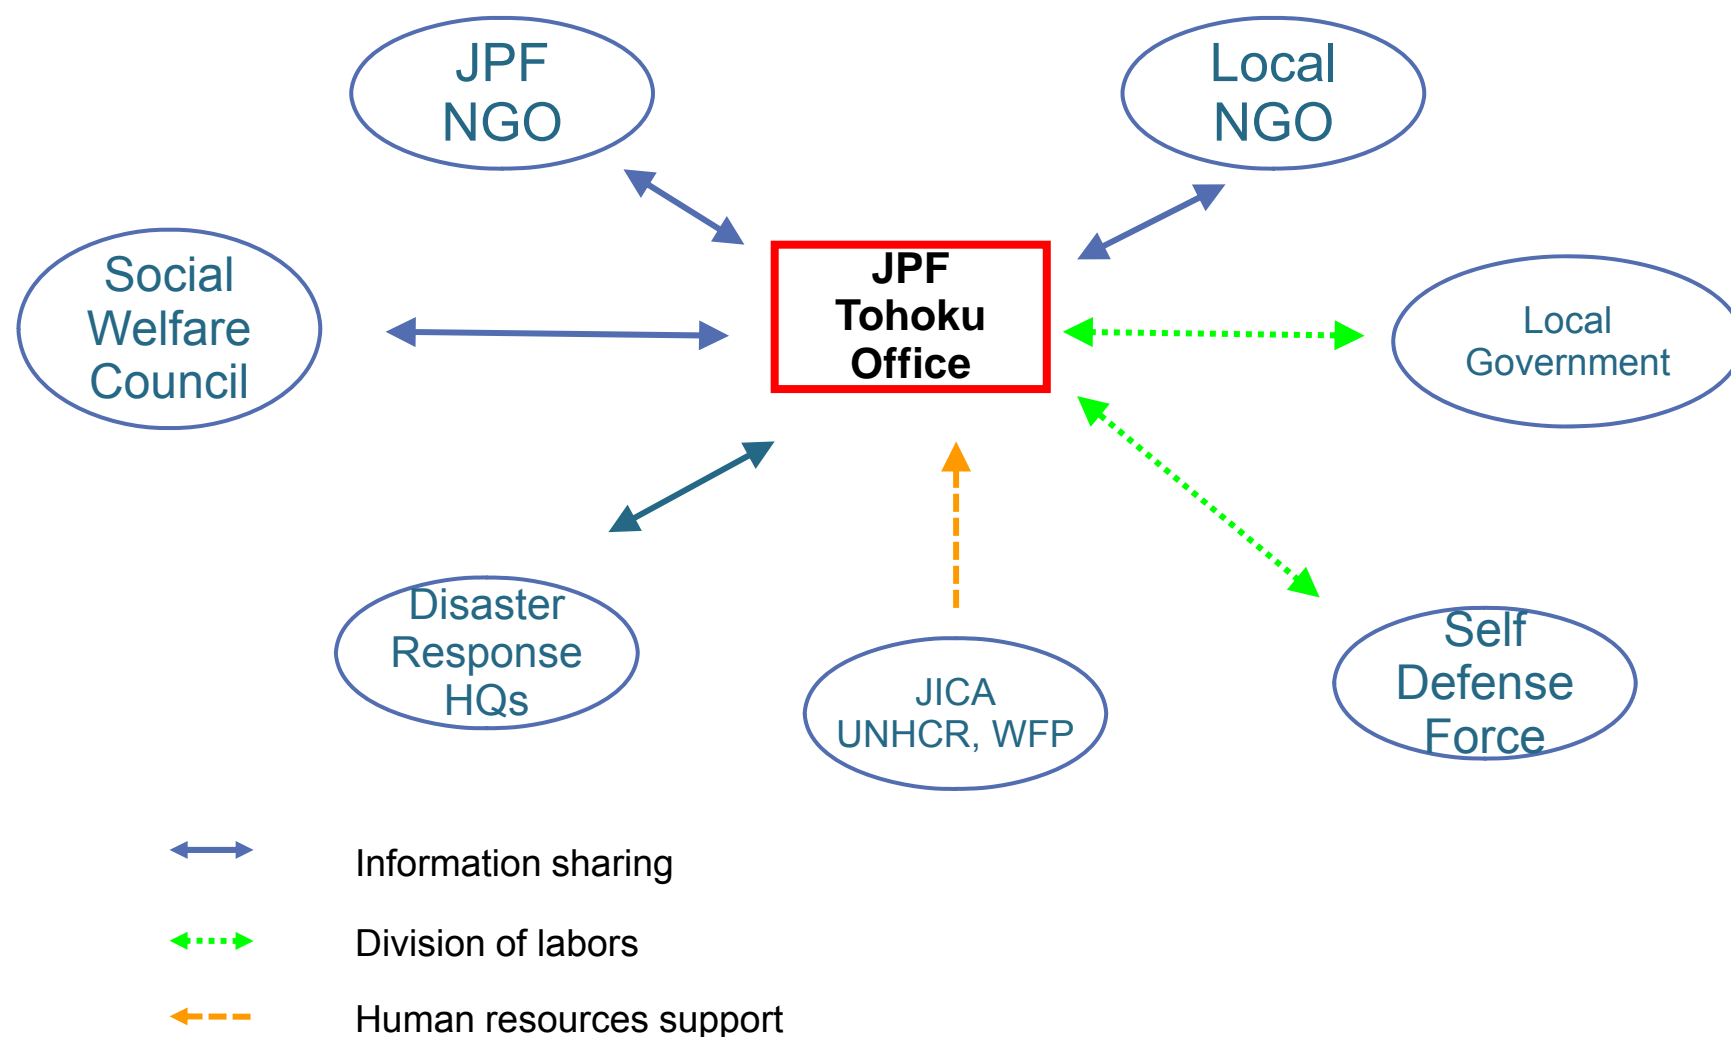 JPF
NGO
Local
NGO
Social
Welfare
Council
JPF
Tohoku
Office
Local
Government
Disaster
Response
HQs
JICA
UNHCR, WFP
Self
Defense
Force
Information sharing
Division of labors
Human resources support